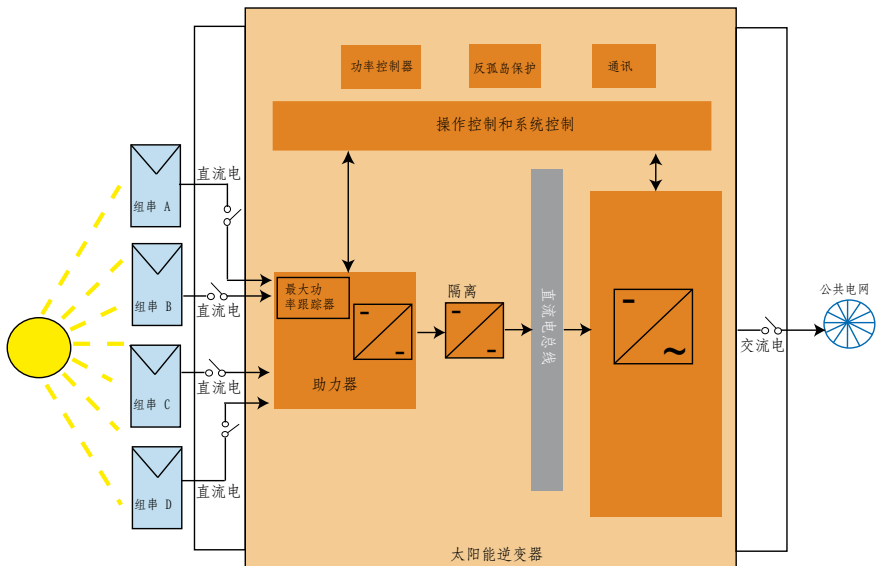 功率控制器
反孤岛保护
通讯
操作控制和系统控制
直流电
组串 A
组串 B
直流电
最大功
率跟踪器
隔离
直流电总线
公共电网
交流电
直流电
助力器
组串 C
组串 D
直流电
太阳能逆变器